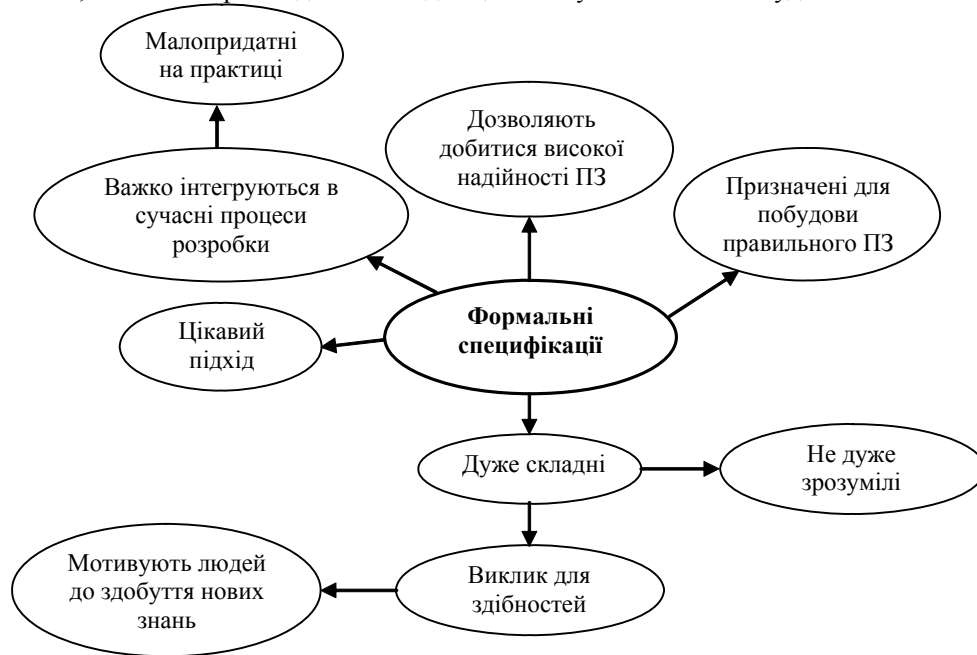 Малопридатні
на практиці
Дозволяють
добитися високої
надійності ПЗ
Важко інтегруються в
сучасні процеси
розробки
Призначені для
побудови
правильного ПЗ
Формальні
специфікації
Цікавий
підхід
Дуже складні
Не дуже
зрозумілі
Мотивують людей
до здобуття нових
знань
Виклик для
здібностей